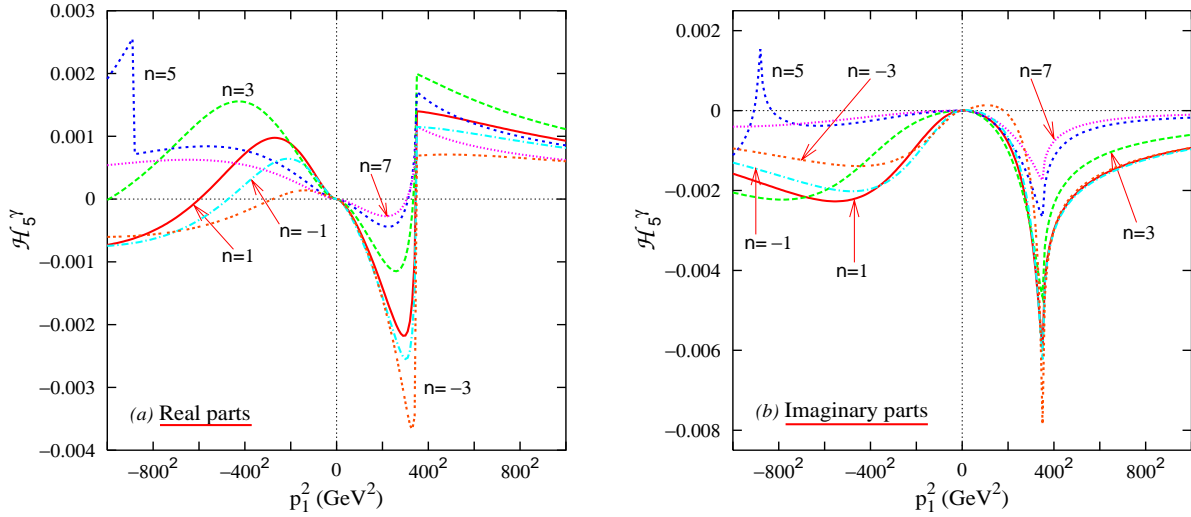 0.003
0.002
0.001
0
−0.001
−0.002
−0.003
−0.004
ℋ₅γ
n=5
n=3
n=7
n= −1
n=1
n= −3
(a) Real parts
−800²
−400²
0
400²
800²
p₁² (GeV²)
0.002
0
−0.002
−0.004
−0.006
−0.008
ℋ₅γ
n=5
n= −3
n=7
n= −1
n=1
n=3
(b) Imaginary parts
−800²
−400²
0
400²
800²
p₁² (GeV²)